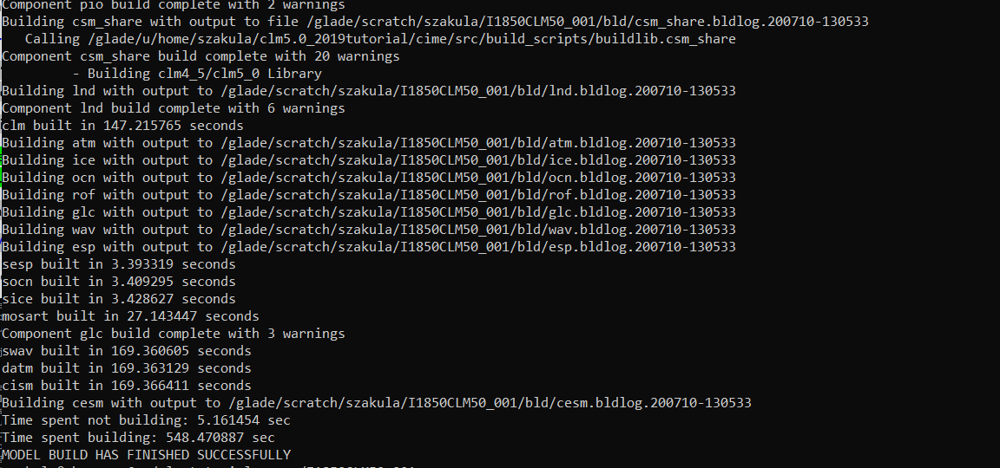 Component pio build complete with 2 warnings
Building csm_share with output to file /glade/scratch/szakula/I1850CLM50_001/bld/csm_share.bldlog.200710-130533
Calling /glade/u/home/szakula/clm5.0_2019tutorial/cime/src/build_scripts/buildlib.csm_share
Component csm_share build complete with 20 warnings
- Building clm4_5/clm5_0 Library
Building lnd with output to /glade/scratch/szakula/I1850CLM50_001/bld/lnd.bldlog.200710-130533
Component lnd build complete with 6 warnings
clm built in 147.215765 seconds
Building atm with output to /glade/scratch/szakula/I1850CLM50_001/bld/atm.bldlog.200710-130533
Building ice with output to /glade/scratch/szakula/I1850CLM50_001/bld/ice.bldlog.200710-130533
Building ocn with output to /glade/scratch/szakula/I1850CLM50_001/bld/ocn.bldlog.200710-130533
Building rof with output to /glade/scratch/szakula/I1850CLM50_001/bld/rof.bldlog.200710-130533
Building glc with output to /glade/scratch/szakula/I1850CLM50_001/bld/glc.bldlog.200710-130533
Building wav with output to /glade/scratch/szakula/I1850CLM50_001/bld/wav.bldlog.200710-130533
Building esp with output to /glade/scratch/szakula/I1850CLM50_001/bld/esp.bldlog.200710-130533
sesp built in 3.393319 seconds
socn built in 3.409295 seconds
sice built in 3.428627 seconds
mosart built in 27.143447 seconds
Component glc build complete with 3 warnings
swav built in 169.360605 seconds
datm built in 169.363129 seconds
cism built in 169.366411 seconds
Building cesm with output to /glade/scratch/szakula/I1850CLM50_001/bld/cesm.bldlog.200710-130533
Time spent not building: 5.161454 sec
Time spent building: 548.470887 sec
MODEL BUILD HAS FINISHED SUCCESSFULLY